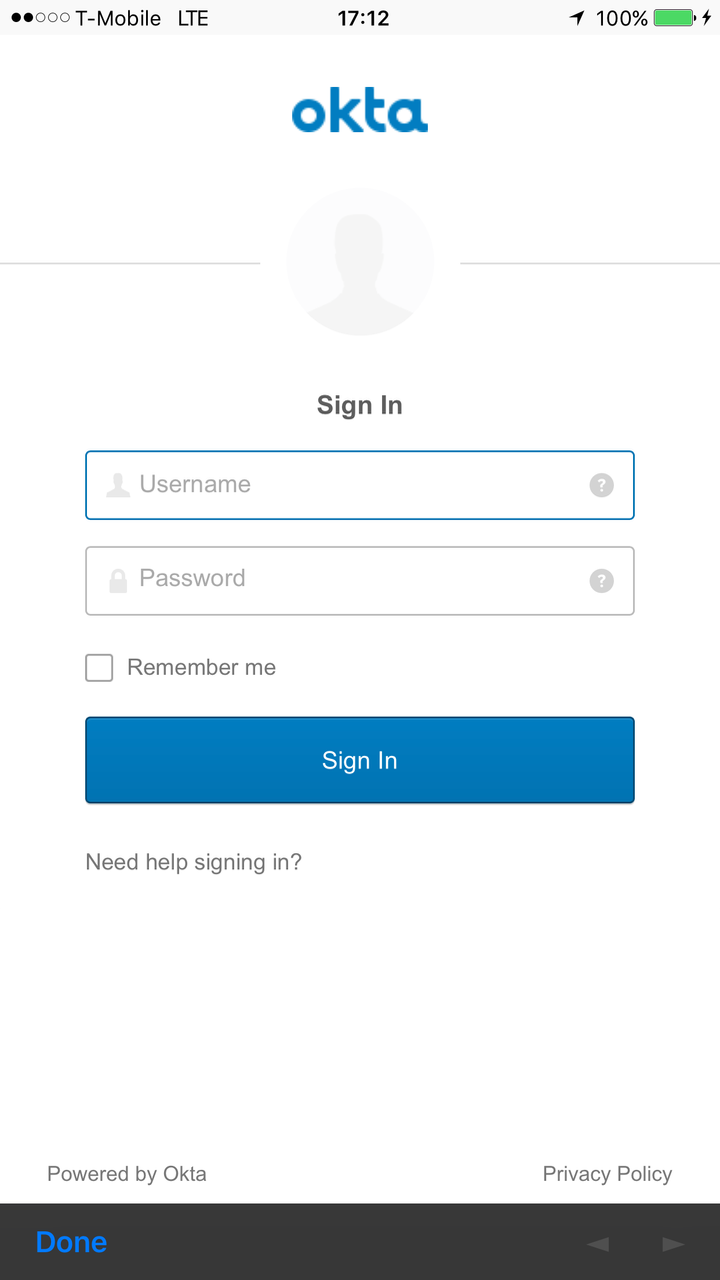 T-Mobile LTE 17:12 100%
okta
Sign In
Username ?
Password ?
Remember me
Sign In
Need help signing in?
Powered by Okta Privacy Policy
Done